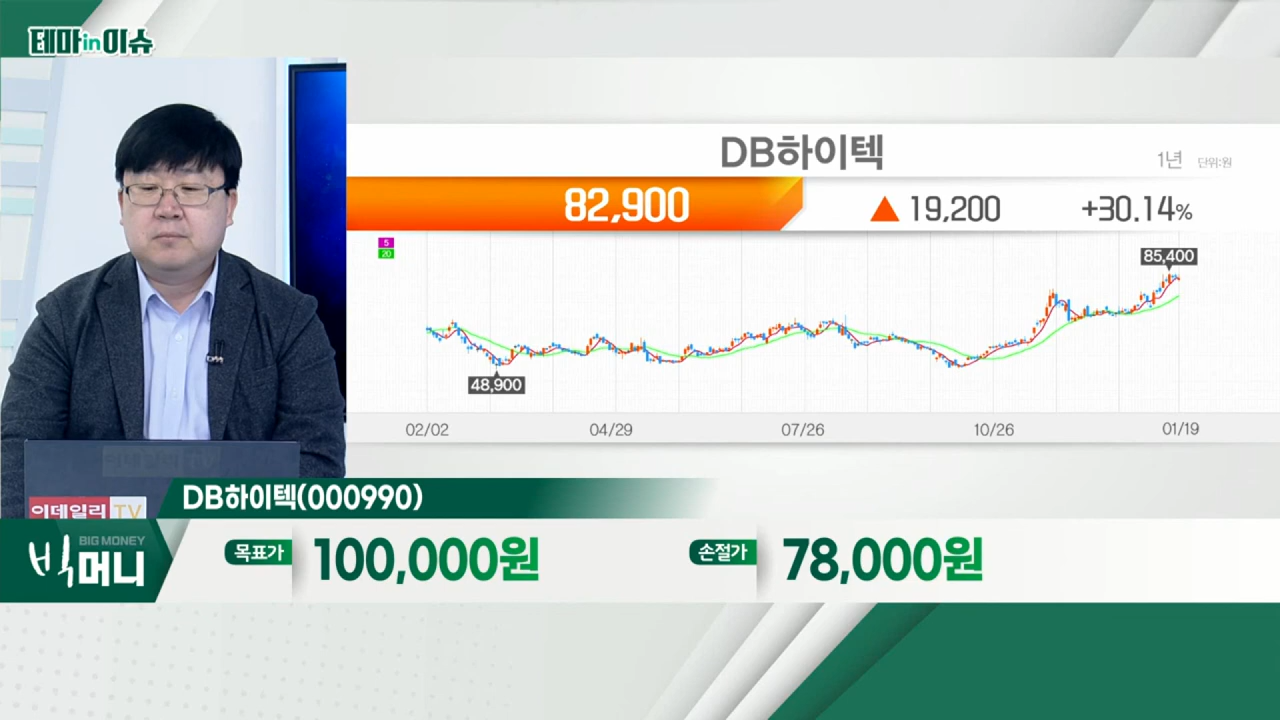 테마in이슈
DB하이텍
1년 단위:원
82,900 ▲ 19,200 +30.14%
5
20
85,400
48,900
02/02 04/29 07/26 10/26 01/19
DB하이텍(000990)
이데일리 TV
빅머니
BIG MONEY
목표가 100,000원 손절가 78,000원